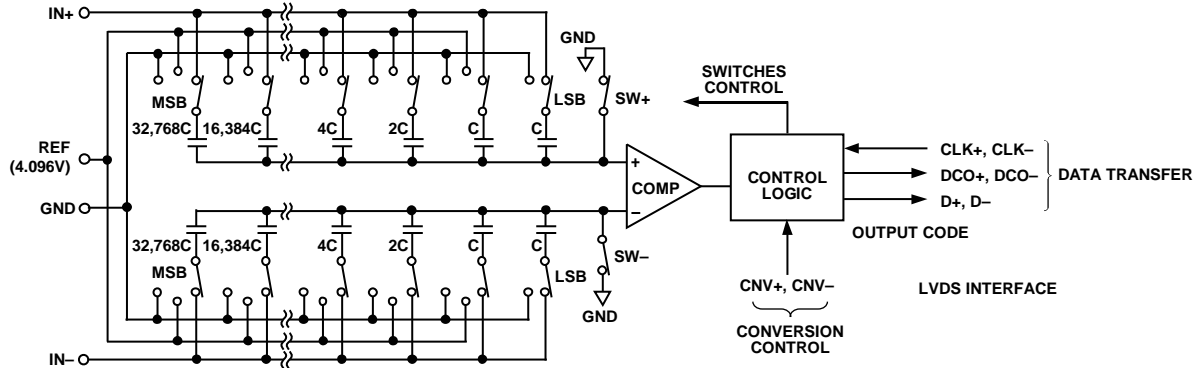 IN+
GND
SWITCHES
CONTROL
MSB
LSB
SW+
32,768C 16,384C 4C 2C C C
REF
(4.096V)
GND
COMP
+
–
CONTROL
LOGIC
CLK+, CLK–
DCO+, DCO–
D+, D–
DATA TRANSFER
OUTPUT CODE
32,768C 16,384C 4C 2C C C
MSB
LSB
SW–
GND
CNV+, CNV–
CONVERSION
CONTROL
LVDS INTERFACE
IN–